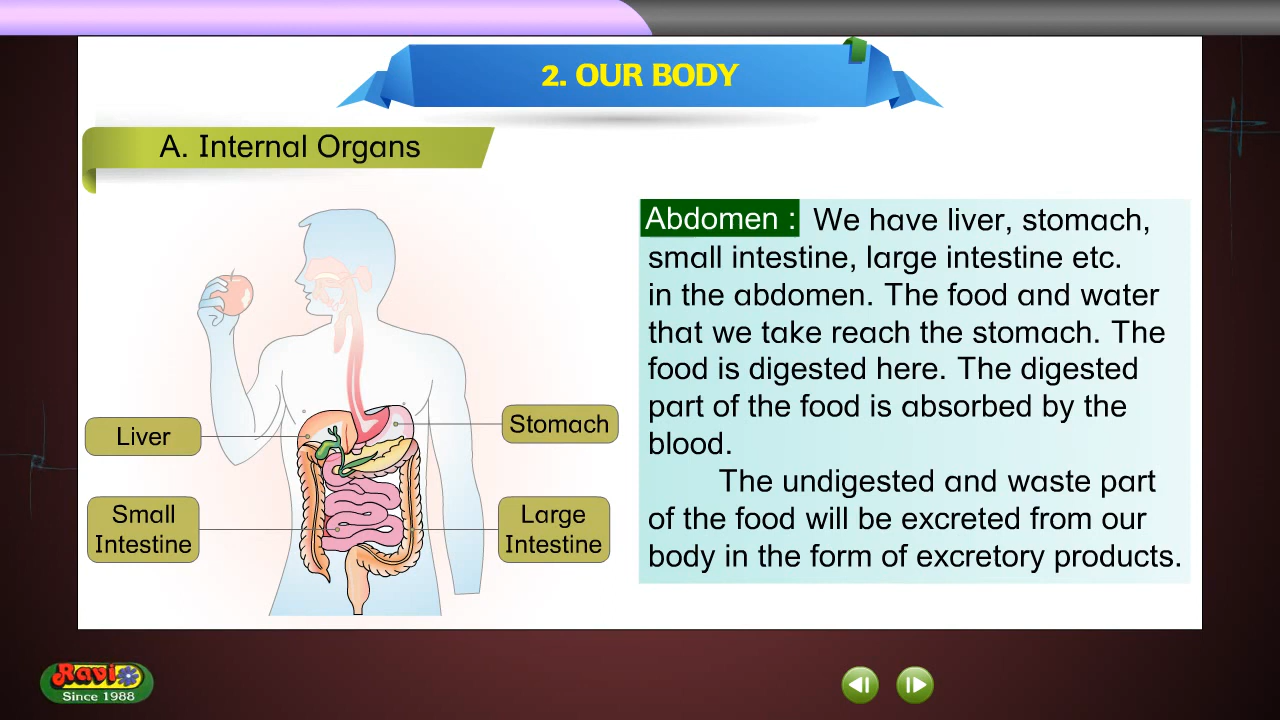 2. OUR BODY
A. Internal Organs
Liver
Small
Intestine
Stomach
Large
Intestine
Abdomen : We have liver, stomach,
small intestine, large intestine etc.
in the abdomen. The food and water
that we take reach the stomach. The
food is digested here. The digested
part of the food is absorbed by the
blood.
The undigested and waste part
of the food will be excreted from our
body in the form of excretory products.
Ravi
Since 1988